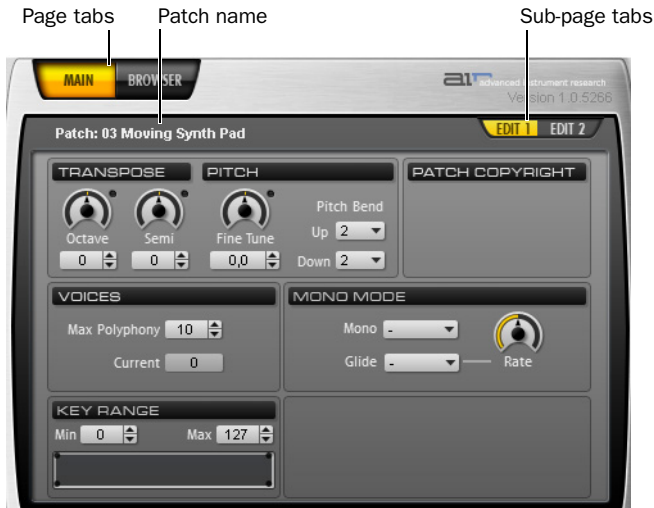 Page tabs Patch name Sub-page tabs
MAIN BROWSER
air advanced instrument research
Version 1.0.5266
Patch: 03 Moving Synth Pad
EDIT 1 EDIT 2
TRANSPOSE PITCH PATCH COPYRIGHT
Pitch Bend
Octave Semi Fine Tune Up 2
0 0 0,0 Down 2
VOICES MONO MODE
Max Polyphony 10 Mono -
Current 0 Glide - Rate
KEY RANGE
Min 0 Max 127